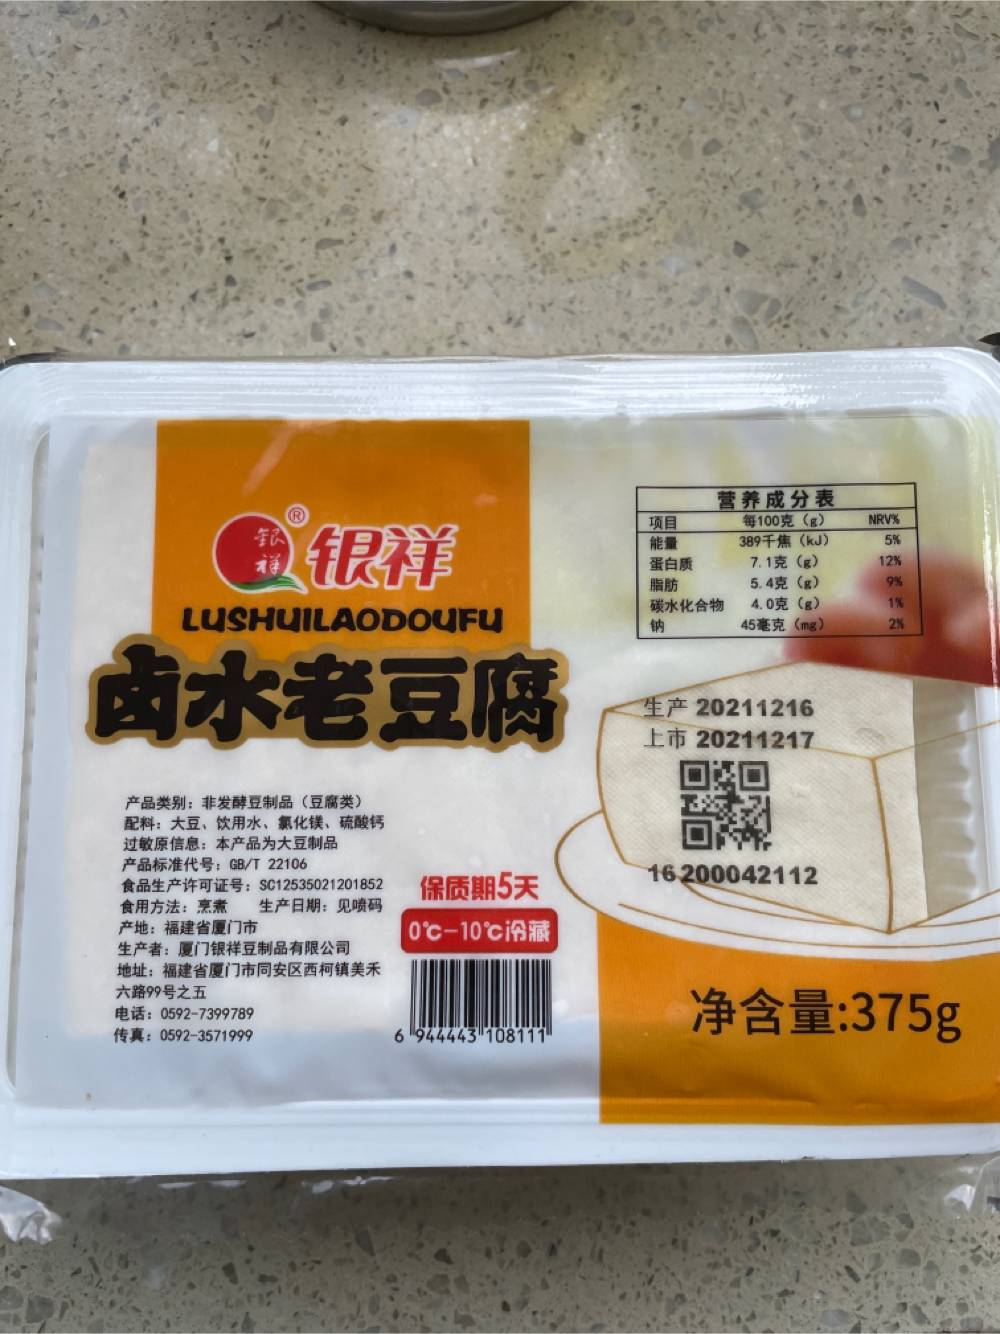 银祥
®
银祥
LUSHUILAODOUFU
卤水老豆腐
营养成分表
项目 每100克（g） NRV%
能量 389千焦（kJ） 5%
蛋白质 7.1克（g） 12%
脂肪 5.4克（g） 9%
碳水化合物 4.0克（g） 1%
钠 45毫克（mg） 2%
生产 20211216
上市 20211217
16200042112
产品类别：非发酵豆制品（豆腐类）
配料：大豆、饮用水、氯化镁、硫酸钙
过敏原信息：本产品为大豆制品
产品标准代号：GB/T 22106
食品生产许可证号：SC12535021201852
食用方法：烹煮 生产日期：见喷码
产地：福建省厦门市
生产者：厦门银祥豆制品有限公司
地址：福建省厦门市同安区西柯镇美禾
六路99号之五
电话：0592-7399789
传真：0592-3571999
保质期5天
0℃-10℃冷藏
6 944443 108111
净含量:375g